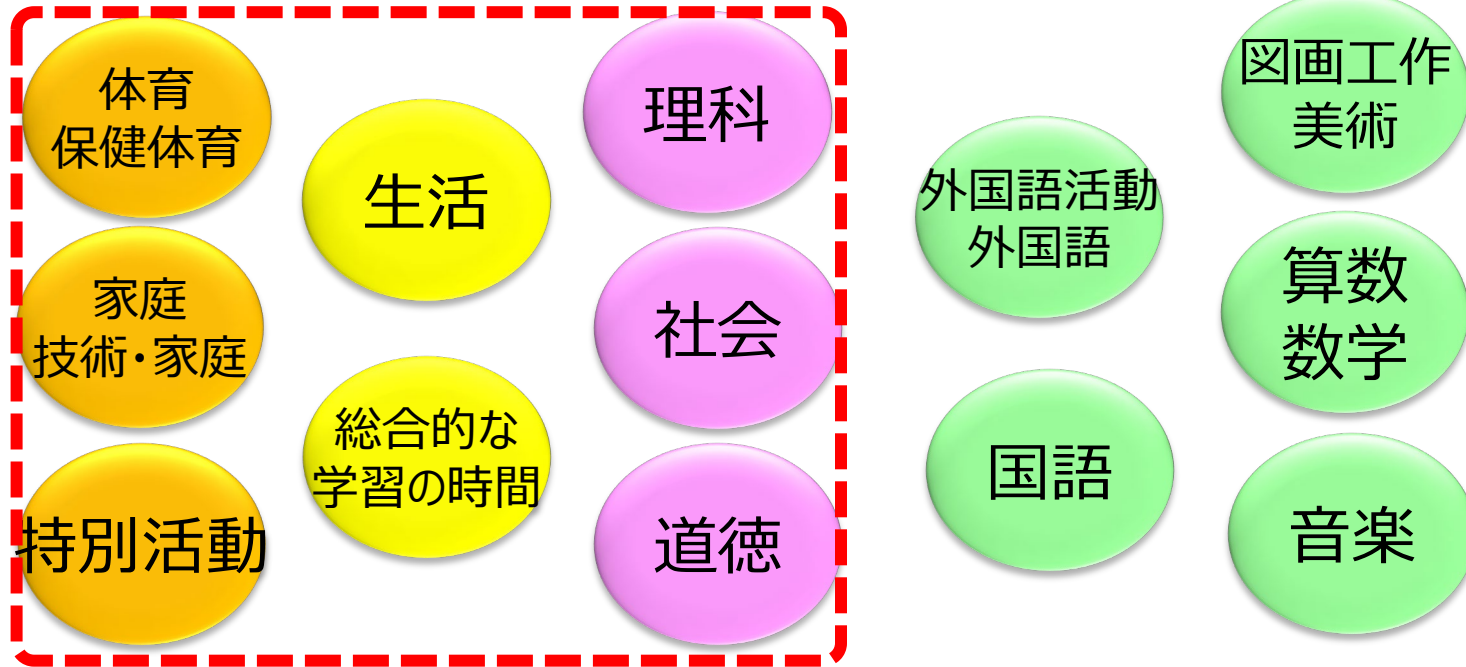 体育
保健体育
家庭
技術・家庭
特別活動
生活
総合的な
学習の時間
理科
社会
道徳
外国語活動
外国語
国語
図画工作
美術
算数
数学
音楽